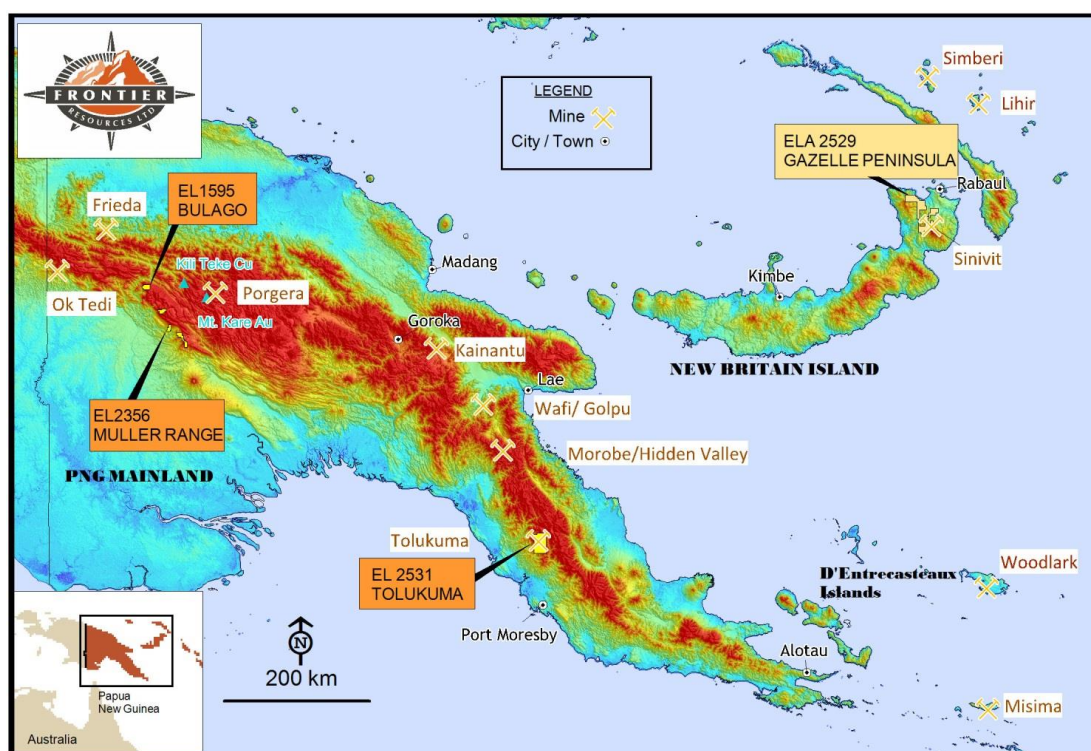 FRONTIER
RESOURCES LTD
LEGEND
Mine
City / Town
Simberi
Lihir
ELA 2529
GAZELLE PENINSULA
Rabaul
Sinivit
EL1595
BULAGO
Frieda
Kili Teke Cu
Madang
Kimbe
Ok Tedi
Porgera
Mt. Kare Au
Goroka
Kainantu
NEW BRITAIN ISLAND
Lae
EL2356
MULLER RANGE
Wafi/ Golpu
PNG MAINLAND
Morobe/Hidden Valley
Tolukuma
EL 2531
TOLUKUMA
Woodlark
D'Entrecasteaux
Islands
Port Moresby
N
200 km
Alotau
Misima
Papua
New Guinea
Australia